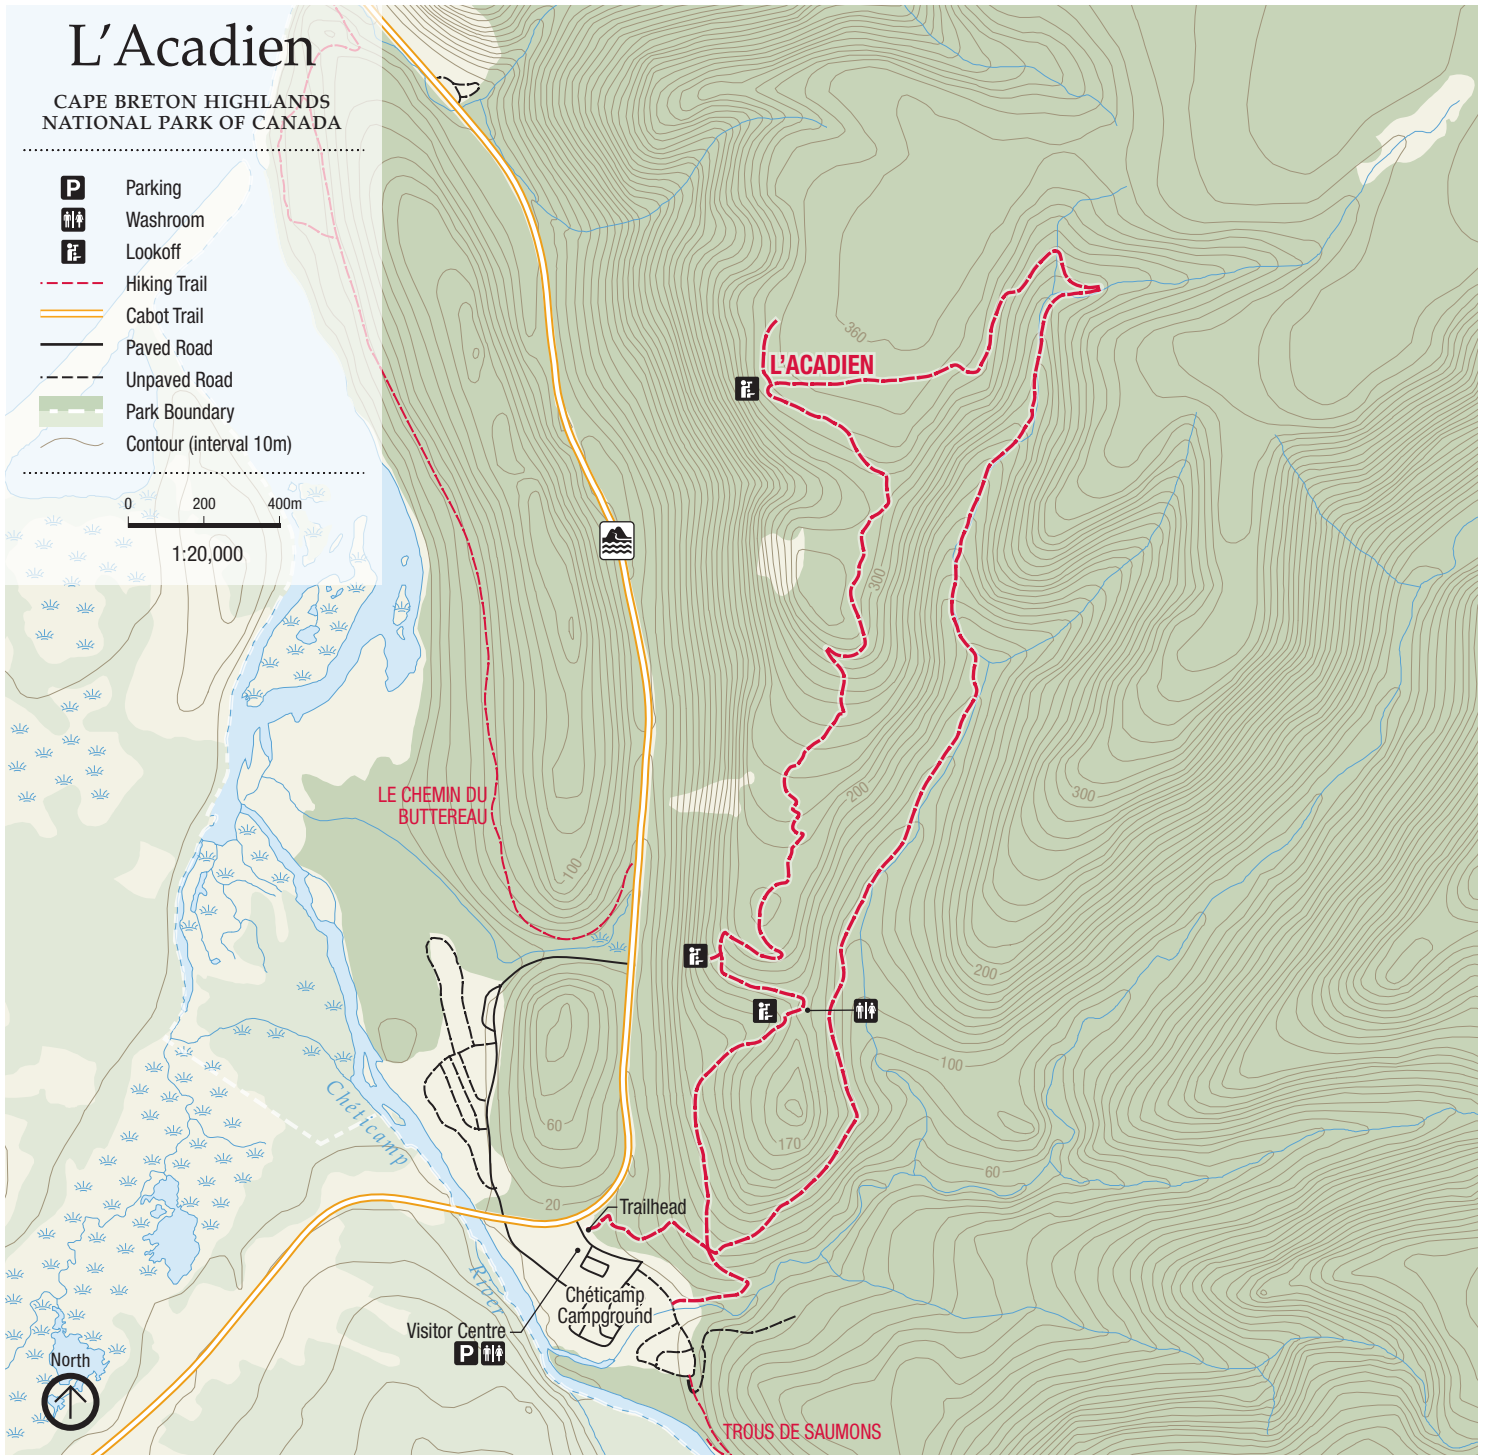 L'Acadien
CAPE BRETON HIGHLANDS
NATIONAL PARK OF CANADA
P Parking
Washroom
Lookoff
Hiking Trail
Cabot Trail
Paved Road
Unpaved Road
Park Boundary
Contour (interval 10m)
0 200 400m
1:20,000
360
L'ACADIEN
300
LE CHEMIN DU
BUTTEREAU
200
300
100
200
100
60
170
60
20
Trailhead
Chéticamp
River
Chéticamp
Campground
Visitor Centre
P
North
TROUS DE SAUMONS